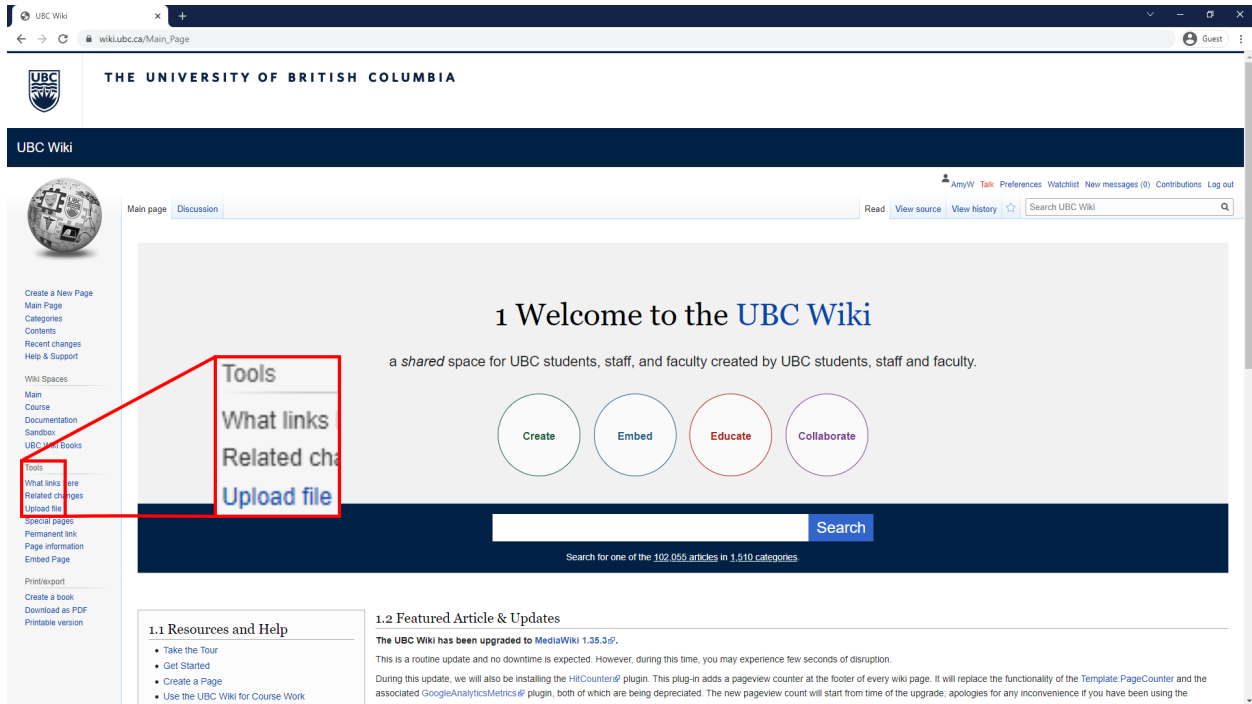 UBC Wiki
wiki.ubc.ca/Main_Page
Guest
UBC
THE UNIVERSITY OF BRITISH COLUMBIA
UBC Wiki
AmyW Talk Preferences Watchlist New messages (0) Contributions Log out
Main page Discussion
Read View source View history Search UBC Wiki
Create a New Page
Main Page
Categories
Contents
Recent changes
Help & Support
Wiki Spaces
Main
Course
Documentation
Sandbox
UBC Wiki Books
Tools
What links here
Related changes
Upload file
Special pages
Permanent link
Page information
Embed Page
Print/export
Create a book
Download as PDF
Printable version
Tools
What links
Related cha
Upload file
1 Welcome to the UBC Wiki
a shared space for UBC students, staff, and faculty created by UBC students, staff and faculty.
Create
Embed
Educate
Collaborate
Search
Search for one of the 102,055 articles in 1,510 categories.
1.1 Resources and Help
• Take the Tour
• Get Started
• Create a Page
• Use the UBC Wiki for Course Work
1.2 Featured Article & Updates
The UBC Wiki has been upgraded to MediaWiki 1.35.3.
This is a routine update and no downtime is expected. However, during this time, you may experience few seconds of disruption.
During this update, we will also be installing the HitCounters plugin. This plug-in adds a pageview counter at the footer of every wiki page. It will replace the functionality of the Template:PageCounter and the
associated GoogleAnalyticsMetrics plugin, both of which are being depreciated. The new pageview count will start from time of the upgrade; apologies for any inconvenience if you have been using the